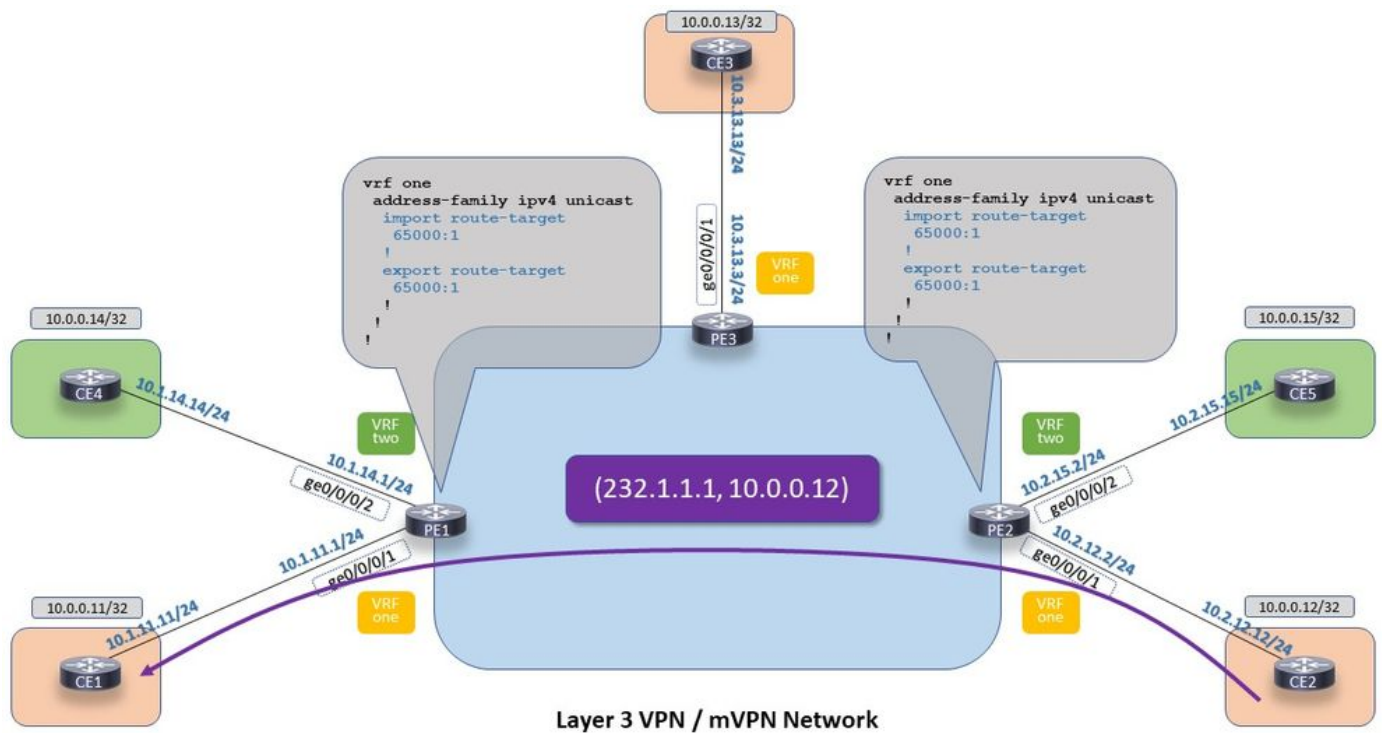 10.0.0.13/32
CE3
10.3.13.13/24
vrf one
address-family ipv4 unicast
import route-target
65000:1
!
export route-target
65000:1
!
!
!
vrf one
address-family ipv4 unicast
import route-target
65000:1
!
export route-target
65000:1
!
!
!
ge0/0/0/1
10.3.13.3/24
VRF
one
PE3
10.0.0.14/32
CE4
10.1.14.14/24
VRF
two
10.1.14.1/24
ge0/0/0/2
PE1
10.0.0.15/32
CE5
10.2.15.15/24
VRF
two
10.2.15.2/24
ge0/0/0/2
PE2
(232.1.1.1, 10.0.0.12)
10.1.11.1/24
ge0/0/0/1
VRF
one
10.0.0.11/32
10.1.11.11/24
CE1
10.2.12.2/24
ge0/0/0/1
VRF
one
10.0.0.12/32
10.2.12.12/24
CE2
Layer 3 VPN / mVPN Network